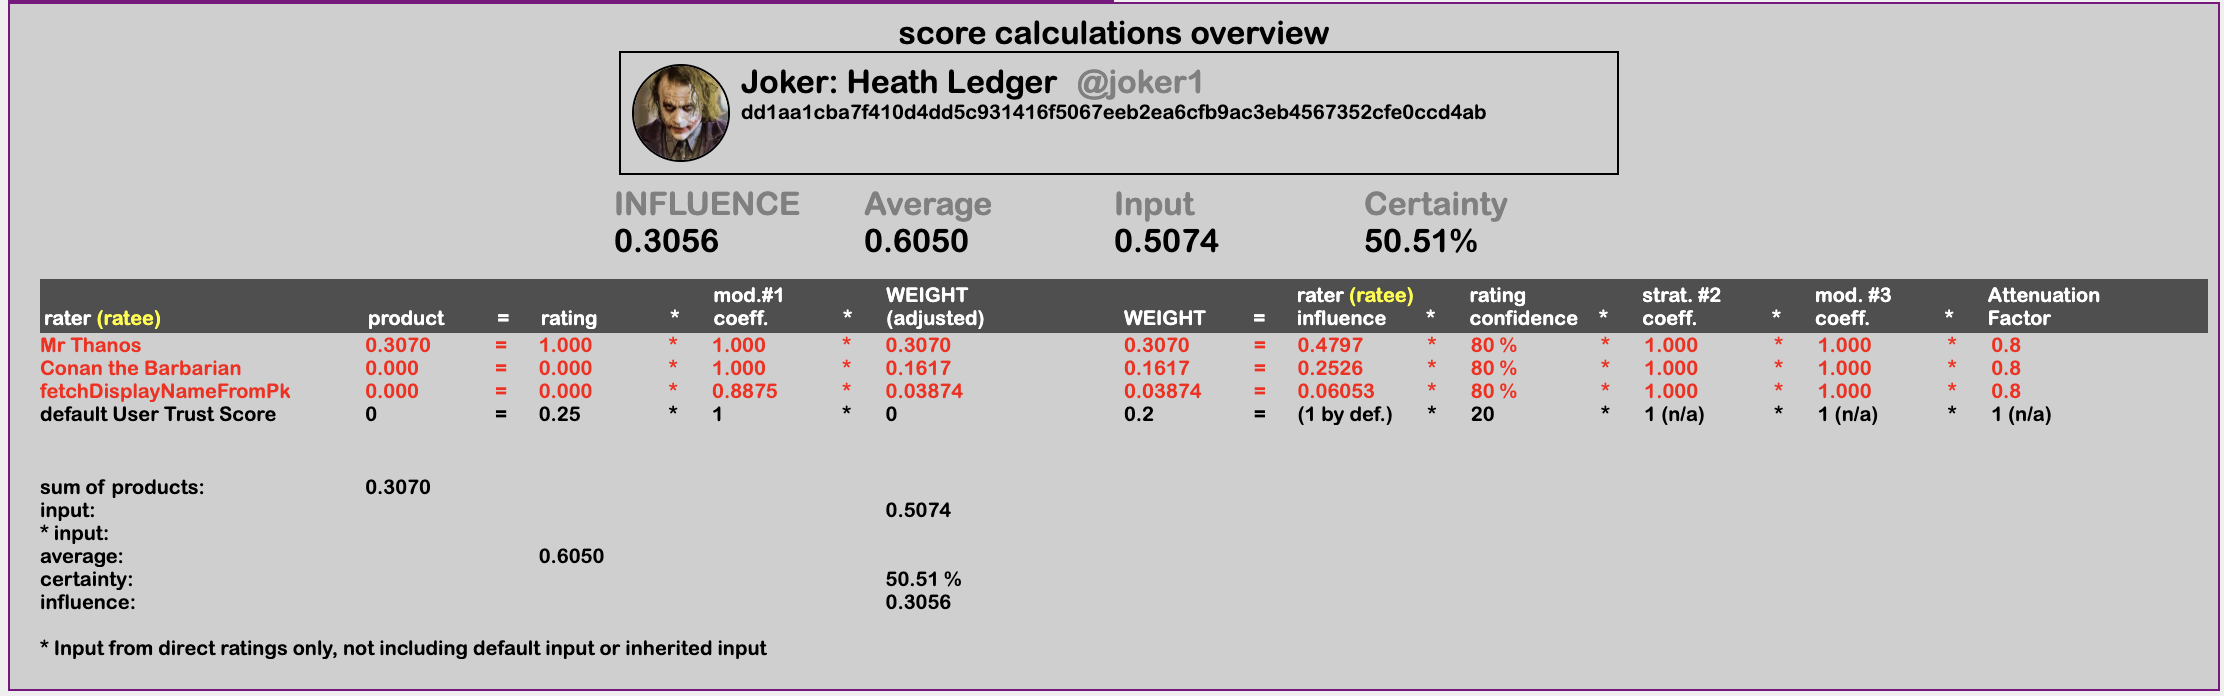 score calculations overview
Joker: Heath Ledger @joker1
dd1aa1cba7f410d4dd5c931416f5067eeb2ea6cfb9ac3eb4567352cfe0ccd4ab
INFLUENCE Average Input Certainty
0.3056 0.6050 0.5074 50.51%
mod.#1 WEIGHT rater (ratee) rating strat. #2 mod. #3 Attenuation
rater (ratee) product = rating * coeff. * (adjusted) WEIGHT = influence * confidence * coeff. * coeff. * Factor
Mr Thanos 0.3070 = 1.000 * 1.000 * 0.3070 0.3070 = 0.4797 * 80 % * 1.000 * 1.000 * 0.8
Conan the Barbarian 0.000 = 0.000 * 1.000 * 0.1617 0.1617 = 0.2526 * 80 % * 1.000 * 1.000 * 0.8
fetchDisplayNameFromPk 0.000 = 0.000 * 0.8875 * 0.03874 0.03874 = 0.06053 * 80 % * 1.000 * 1.000 * 0.8
default User Trust Score 0 = 0.25 * 1 * 0 0.2 = (1 by def.) * 20 * 1 (n/a) * 1 (n/a) * 1 (n/a)
sum of products: 0.3070
input: 0.5074
* input:
average: 0.6050
certainty: 50.51 %
influence: 0.3056
* Input from direct ratings only, not including default input or inherited input